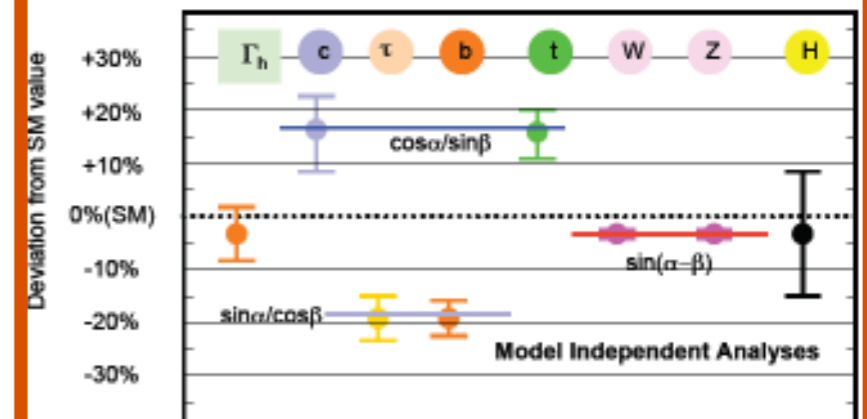 Deviation from SM value
+30%
+20%
+10%
0%(SM)
-10%
-20%
-30%
Γh c τ b t W Z H
cosα/sinβ
sin(α−β)
sinα/cosβ
Model Independent Analyses